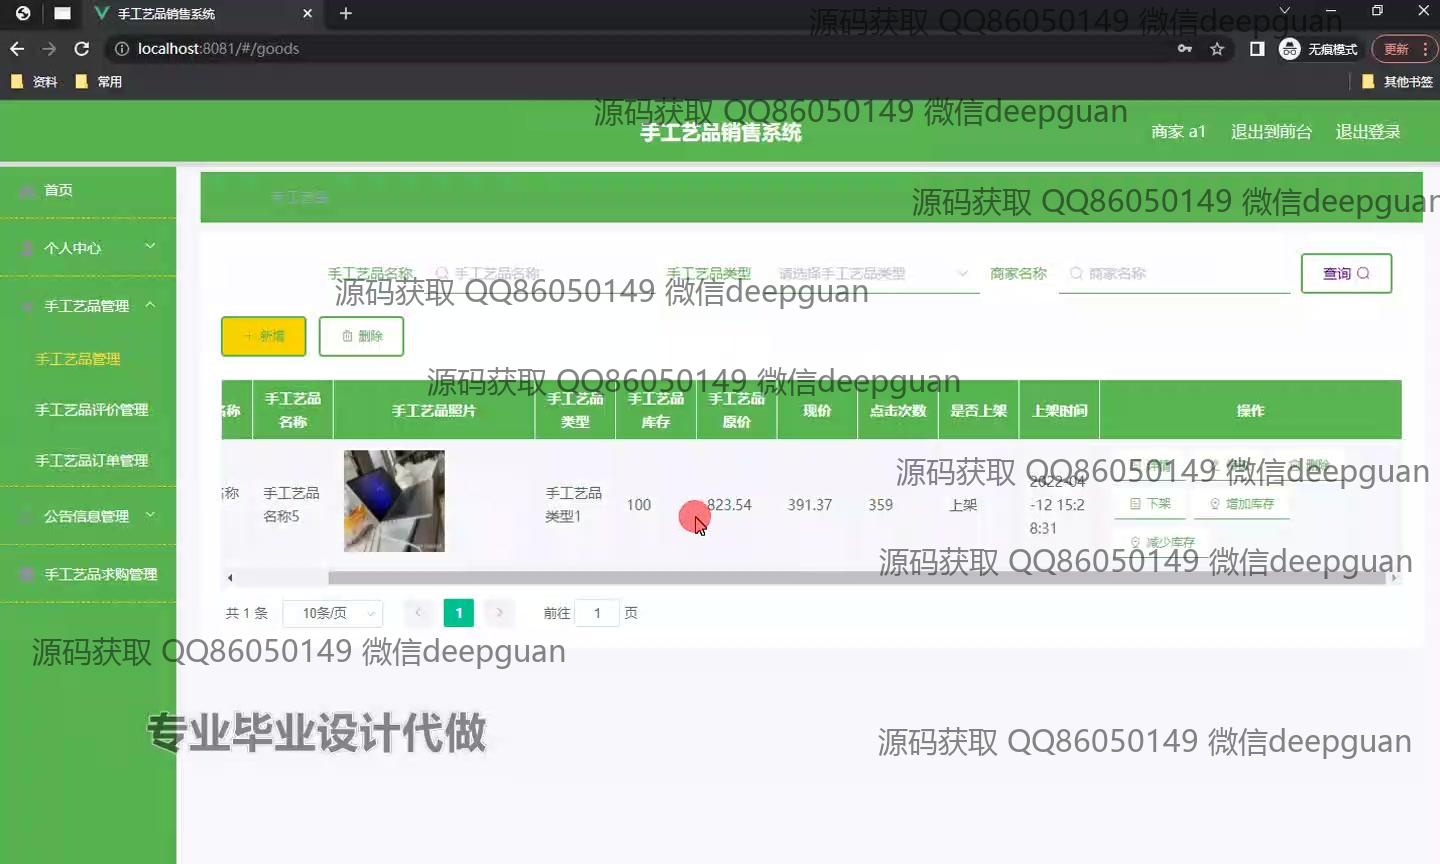 手工艺品销售系统
源码获取 QQ86050149 微信deepguan
localhost:8081/#/goods
无痕模式
更新
资料
常用
其他书签
源码获取 QQ86050149 微信deepguan
手工艺品销售系统
商家 a1
退出到前台
退出登录
首页
源码获取 QQ86050149 微信deepguan
个人中心
手工艺品名称
手工艺品名称
手工艺品类型
请选择手工艺品类型
商家名称
商家名称
查询
源码获取 QQ86050149 微信deepguan
手工艺品管理
新增
删除
手工艺品管理
源码获取 QQ86050149 微信deepguan
手工艺品评价管理
称
手工艺品名称
手工艺品照片
手工艺品类型
手工艺品库存
手工艺品原价
现价
点击次数
是否上架
上架时间
操作
手工艺品订单管理
源码获取 QQ86050149 微信deepguan
称
手工艺品名称5
手工艺品类型1
100
823.54
391.37
359
上架
2022-04-12 15:28:31
删除
下架
增加库存
减少库存
公告信息管理
源码获取 QQ86050149 微信deepguan
手工艺品求购管理
共 1 条
10条/页
1
前往
1
页
源码获取 QQ86050149 微信deepguan
专业毕业设计代做
源码获取 QQ86050149 微信deepguan